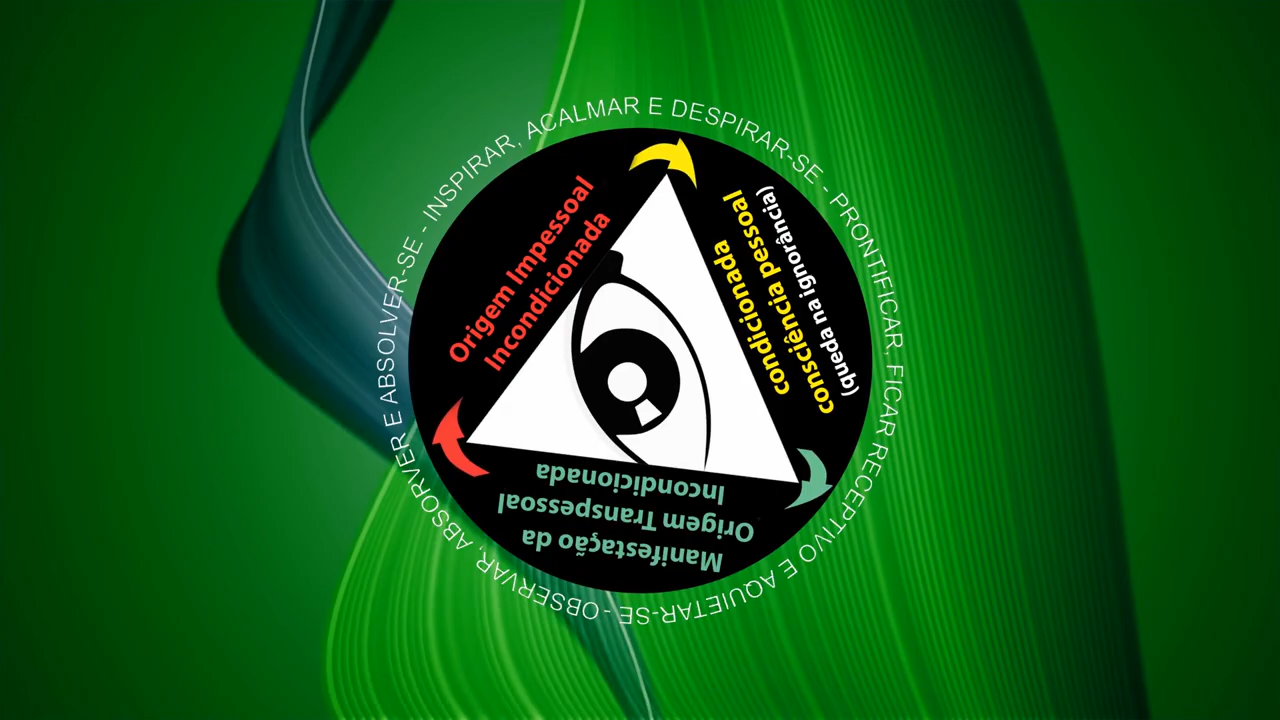 INSPIRAR, ACALMAR E DESPIRAR-SE - PRONTIFICAR, FICAR RECEPTIVO E AQUIETAR-SE - OBSERVAR, ABSORVER E ABSOLVER-SE -
Origem Impessoal
Incondicionada
(queda na ignorância)
consciência pessoal
condicionada
Manifestação da
Origem Transpessoal
Incondicionada